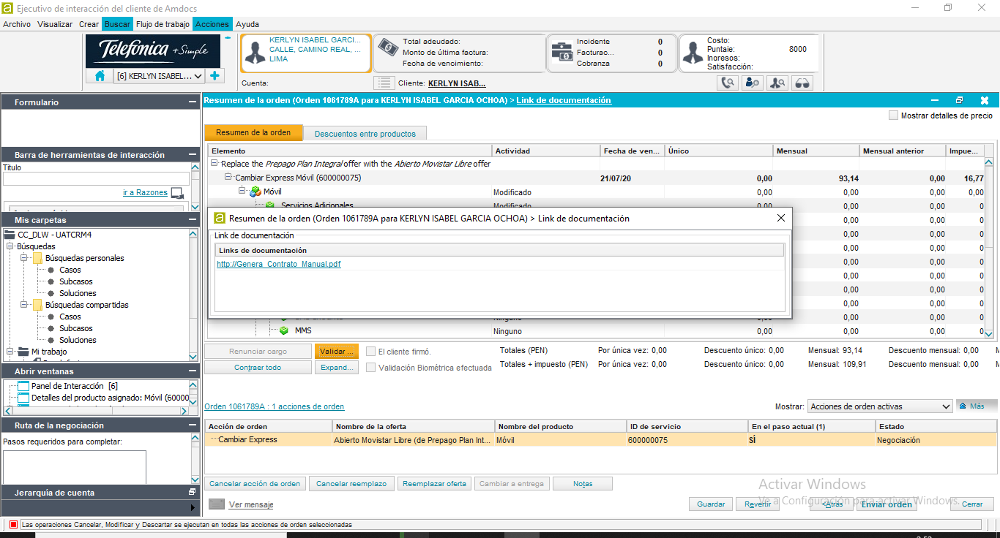 Ejecutivo de interacción del cliente de Amdocs
Archivo Visualizar Crear Buscar Flujo de trabajo Acciones Ayuda
Telefónica +Simple
[6] KERLYN ISABEL...
KERLYN ISABEL GARCI...
CALLE, CAMINO REAL, ...
LIMA
Cuenta:
Total adeudado:
Monto de última factura:
Fecha de vencimiento:
Cliente: KERLYN ISAB...
Incidente 0
Facturac... 0
Cobranza 0
Costo:
Puntaie: 8000
Ingresos:
Satisfacción:
Formulario
Barra de herramientas de interacción
Titulo
ir a Razones
Mis carpetas
CC_DLW - UATCRM4
Búsquedas
Búsquedas personales
Casos
Subcasos
Soluciones
Búsquedas compartidas
Casos
Subcasos
Soluciones
Mi trabajo
Abrir ventanas
Panel de Interacción [6]
Detalles del producto asignado: Móvil (60000
Ruta de la negociación
Pasos requeridos para completar:
Jerarquía de cuenta
Resumen de la orden (Orden 1061789A para KERLYN ISABEL GARCIA OCHOA) > Link de documentación
Mostrar detalles de precio
Resumen de la orden Descuentos entre productos
Elemento Actividad Fecha de ven... Único Mensual Mensual anterior Impue...
Replace the Prepago Plan Integral offer with the Abierto Movistar Libre offer
Cambiar Express Móvil (600000075) 21/07/20 0,00 93,14 0,00 16,77
Móvil Modificado 0,00 0,00 0,00 0,00
Servicios Adicionales Modificado 0,00 0,00 0,00 0
Resumen de la orden (Orden 1061789A para KERLYN ISABEL GARCIA OCHOA) > Link de documentación
Link de documentación
Links de documentación
http://Genera_Contrato_Manual.pdf
0,00 0,00 0
0,00 0,00 0
0,00 0,00 0
0,00 0,00 0
0,00 0,00 0
0,00 0,00 0
0,00 0,00 0
Ninguno 0,00 0,00 0,00 0
MMS Ninguno 0,00 0,00 0,00 0
Renunciar cargo Validar ... El cliente firmó.
Contraer todo Expand... Validación Biométrica efectuada
Totales (PEN) Por única vez: 0,00 Descuento único: 0,00 Mensual: 93,14 Descuento mensual: 0,00 M
Totales + impuesto (PEN) Por única vez: 0,00 Descuento único: 0,00 Mensual: 109,91 Descuento mensual: 0,00 M
Orden 1061789A : 1 acciones de orden
Mostrar: Acciones de orden activas Más
Acción de orden Nombre de la oferta Nombre del producto ID de servicio En el paso actual (1) Estado
Cambiar Express Abierto Movistar Libre (de Prepago Plan Int... Móvil 600000075 SÍ Negociación
Cancelar acción de orden Cancelar reemplazo Reemplazar oferta Cambiar a entrega Notas
Ver mensaje
Guardar Revertir <Atrás Enviar orden Cerrar
Activar Windows
Ve a Configuración para activar Windows.
Las operaciones Cancelar, Modificar y Descartar se ejecutan en todas las acciones de orden seleccionadas